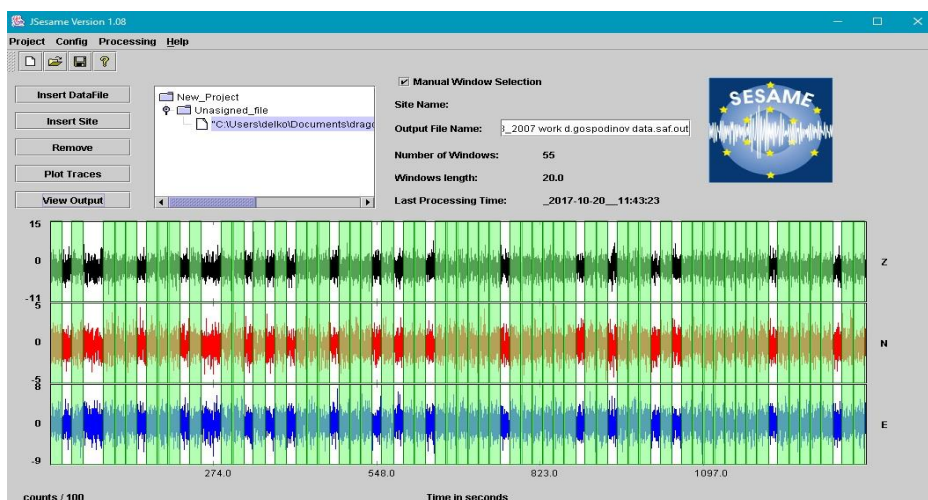 JSesame Version 1.08
Project Config Processing Help
Insert DataFile
Insert Site
Remove
Plot Traces
View Output
New_Project
Unasigned_file
"C:\Users\delko\Documents\drago
Manual Window Selection
Site Name:
Output File Name: 3_2007 work d.gospodinov data.saf.out
Number of Windows: 55
Windows length: 20.0
Last Processing Time: _2017-10-20__11:43:23
SESAME
15
0
-11
Z
5
0
-5
N
8
0
-9
E
274.0 548.0 823.0 1097.0
counts / 100 Time in seconds